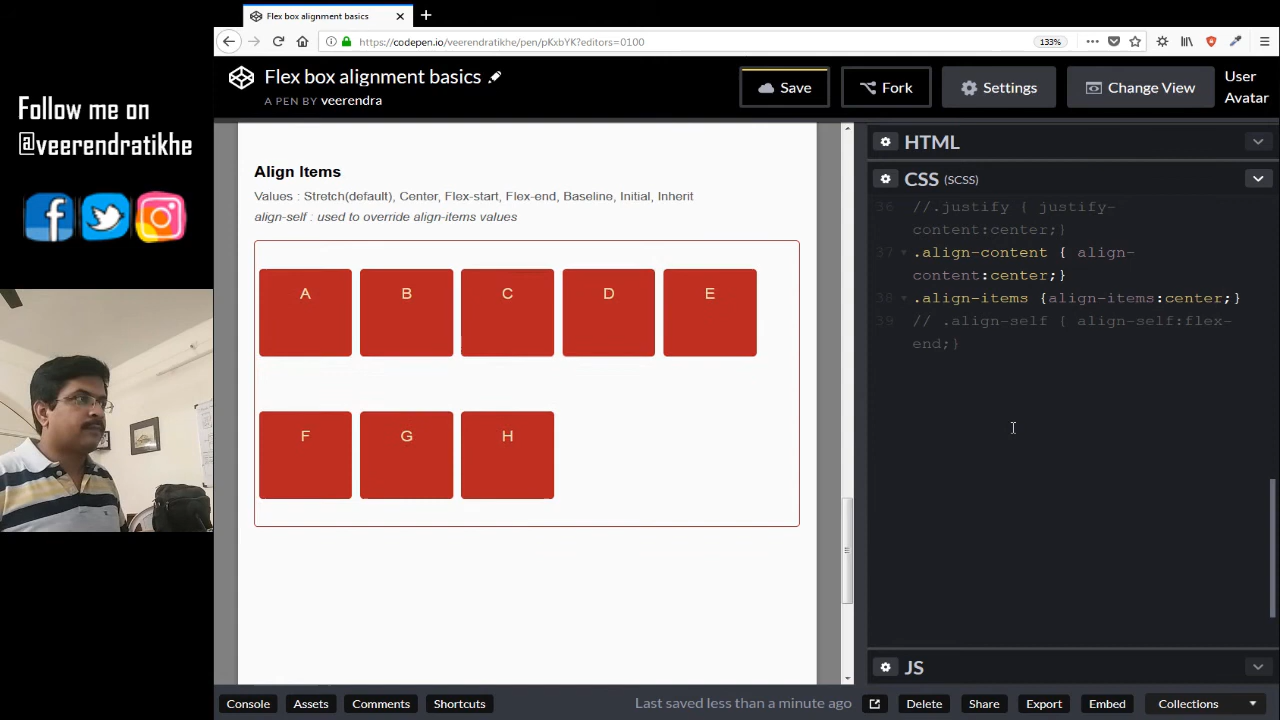 Flex box alignment basics
https://codepen.io/veerendratikhe/pen/pKxbYK?editors=0100
133%
Flex box alignment basics
A PEN BY veerendra
Save
Fork
Settings
Change View
User
Avatar
Follow me on
@veerendratikhe
Align Items
Values : Stretch(default), Center, Flex-start, Flex-end, Baseline, Initial, Inherit
align-self : used to override align-items values
A
B
C
D
E
F
G
H
HTML
CSS (SCSS)
36 //.justify { justify-
content:center;}
37 .align-content { align-
content:center;}
38 .align-items {align-items:center;}
39 // .align-self { align-self:flex-
end;}
JS
Console
Assets
Comments
Shortcuts
Last saved less than a minute ago
Delete
Share
Export
Embed
Collections